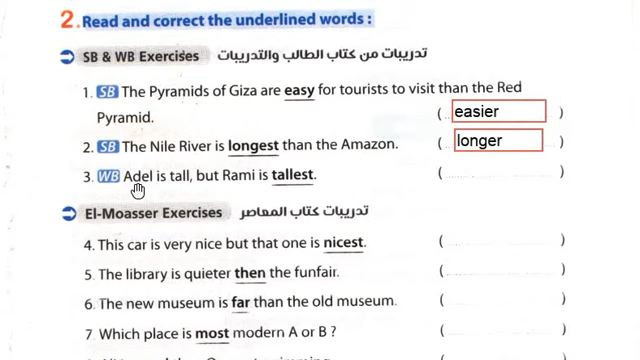 2. Read and correct the underlined words :
SB & WB Exercises تدريبات من كتاب الطالب والتدريبات
1. SB The Pyramids of Giza are easy for tourists to visit than the Red
Pyramid. (.. easier )
2. SB The Nile River is longest than the Amazon. (.. longer )
3. WB Adel is tall, but Rami is tallest. (.................... )
El-Moasser Exercises تدريبات كتاب المعاصر
4. This car is very nice but that one is nicest. (.................... )
5. The library is quieter then the funfair. (.................... )
6. The new museum is far than the old museum. (.................... )
7. Which place is most modern A or B ? (.................... )